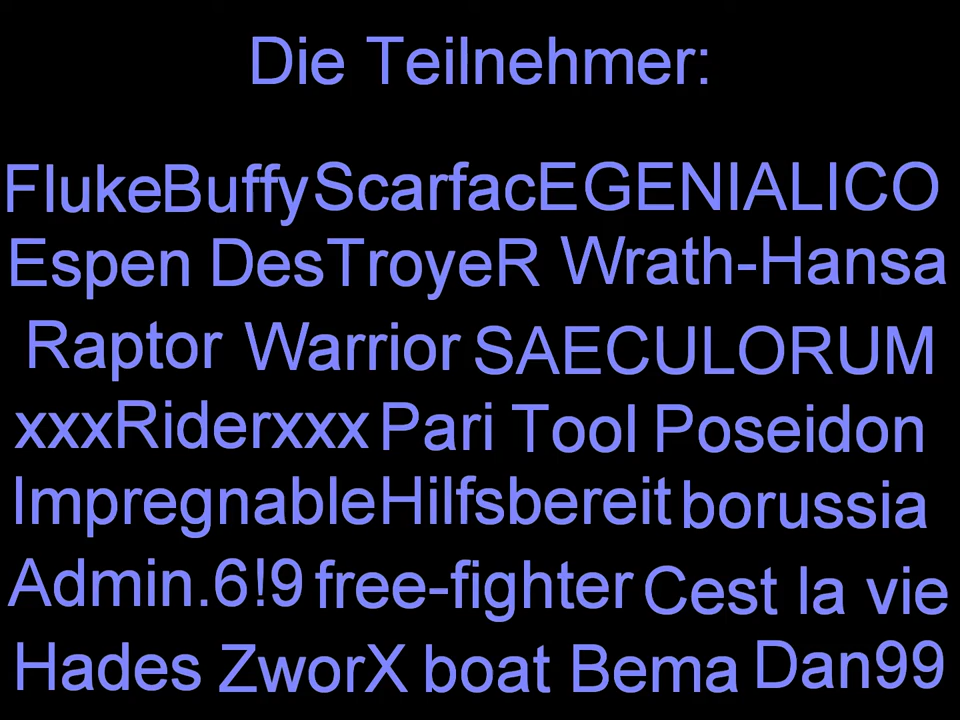 Die Teilnehmer:
FlukeBuffyScarfacEGENIALICO
Espen DesTroyeR Wrath-Hansa
Raptor Warrior SAECULORUM
xxxRiderxxx Pari Tool Poseidon
ImpregnableHilfsbereit borussia
Admin.6!9 free-fighter Cest la vie
Hades ZworX boat Bema Dan99